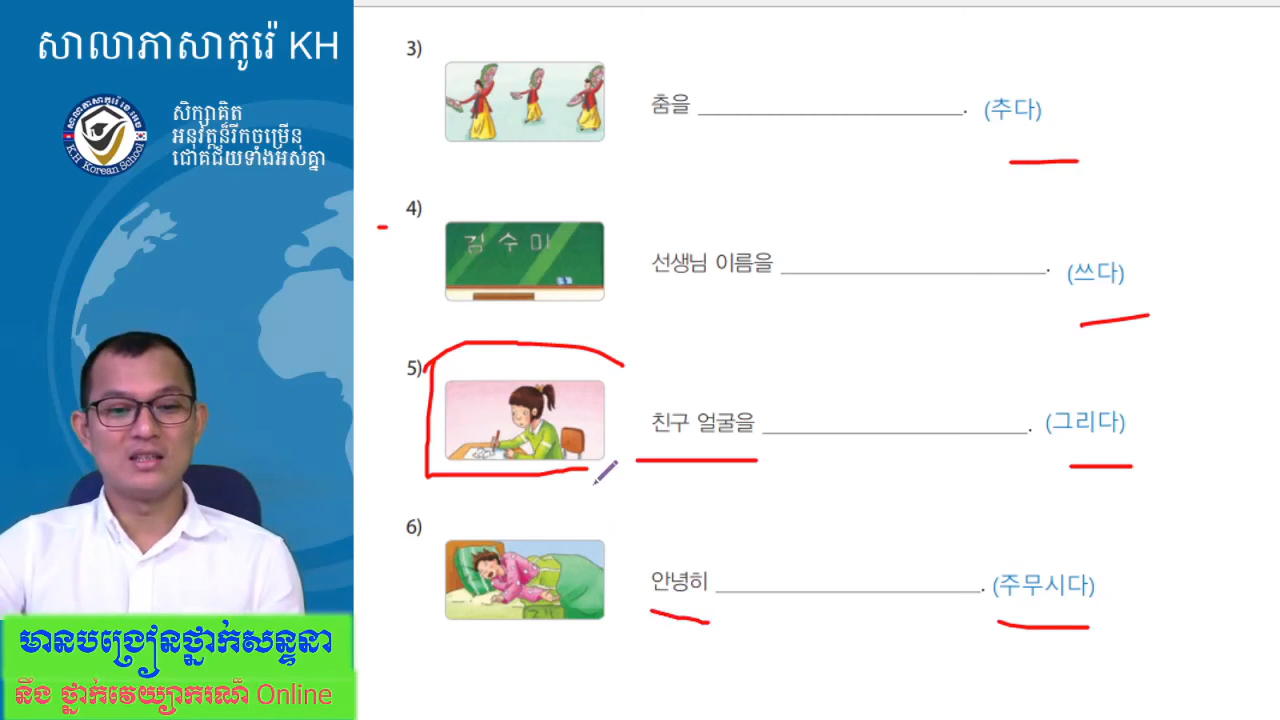 សាលាភាសាកូរ៉េ KH
សិក្សាគិត
អនុវត្តន៏រីកចម្រើន
ជោគជ័យទាំងអស់គ្នា
K.H Korean School
មានបង្រៀនថ្នាក់សន្ទនា
នឹង ថ្នាក់វេយ្យាករណ៏ Online
3)
춤을 ____________. (추다)
4)
김 수 미
선생님 이름을 ____________. (쓰다)
5)
친구 얼굴을 ____________. (그리다)
6)
안녕히 ____________. (주무시다)